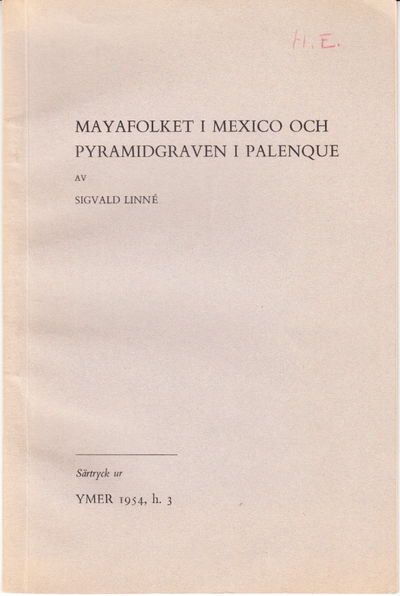 H.E.
MAYAFOLKET I MEXICO OCH
PYRAMIDGRAVEN I PALENQUE
AV
SIGVALD LINNÉ
Särtryck ur
YMER 1954, h. 3